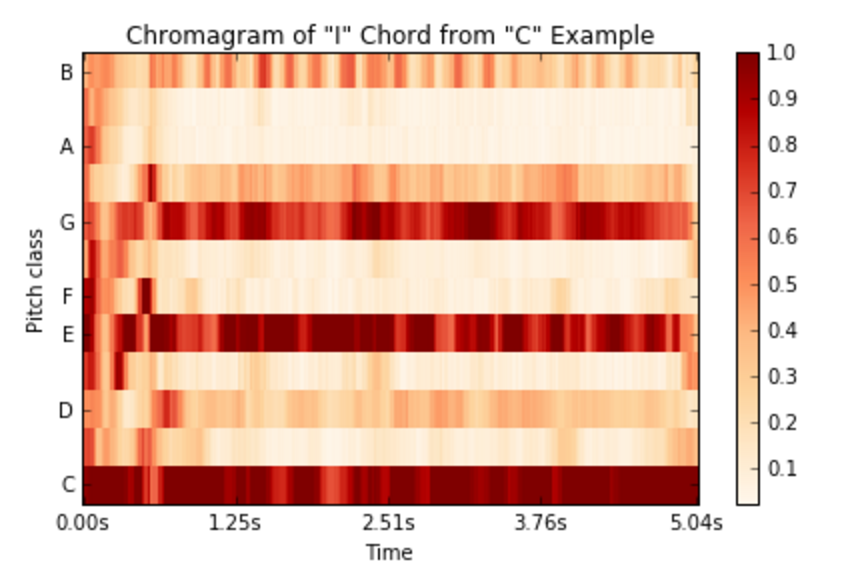 Chromagram of "I" Chord from "C" Example
Pitch class
B
A
G
F
E
D
C
0.00s 1.25s 2.51s 3.76s 5.04s
Time
1.0
0.9
0.8
0.7
0.6
0.5
0.4
0.3
0.2
0.1